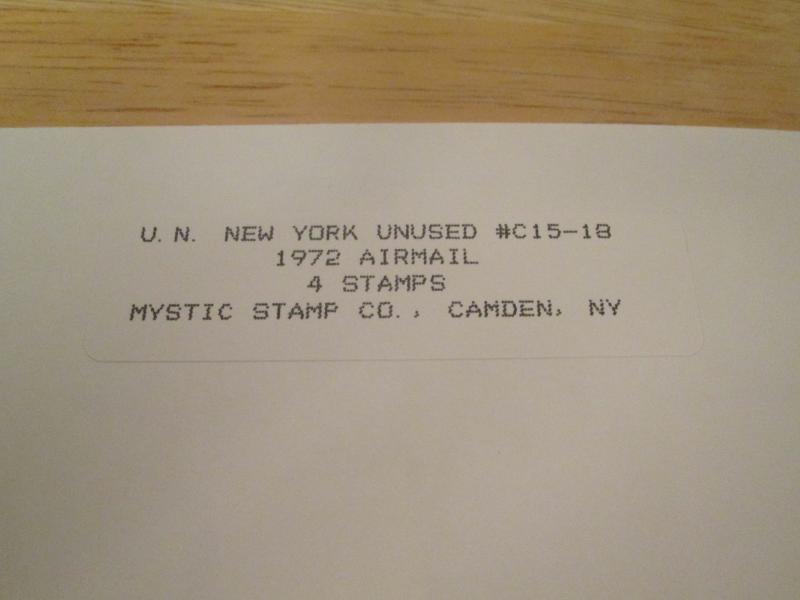 U.N. NEW YORK UNUSED #C15-18
1972 AIRMAIL
4 STAMPS
MYSTIC STAMP CO., CAMDEN, NY